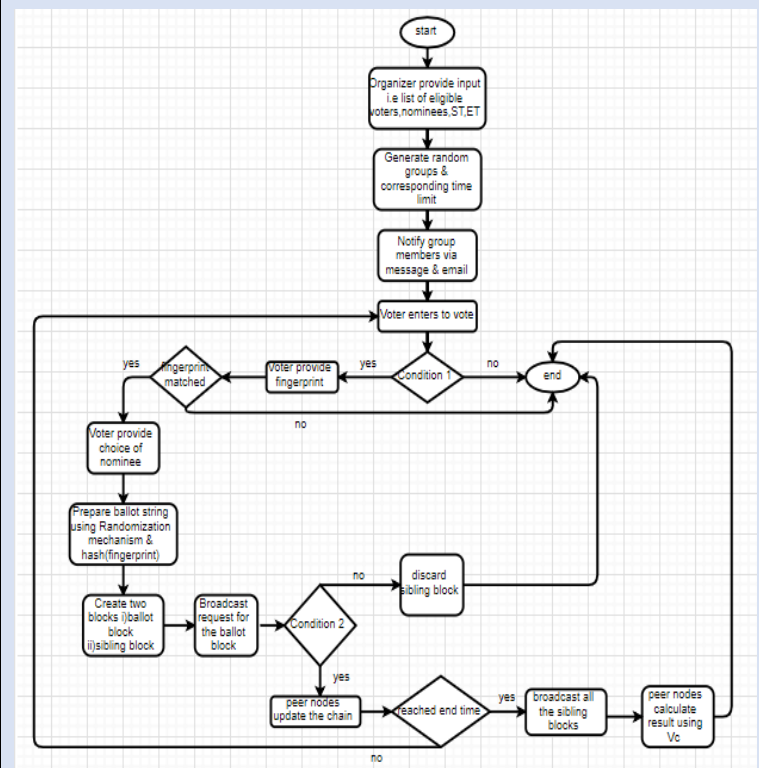 start
Organizer provide input
i.e list of eligible
voters,nominees,ST,ET
Generate random
groups &
corresponding time
limit
Notify group
members via
message & email
Voter enters to vote
Condition 1
yes
no
end
Voter provide
fingerprint
fingerprint
matched
yes
no
Voter provide
choice of
nominee
Prepare ballot string
using Randomization
mechanism &
hash(fingerprint)
Create two
blocks i)ballot
block
ii)sibling block
Broadcast
request for
the ballot
block
Condition 2
no
discard
sibling block
yes
peer nodes
update the chain
reached end time
yes
broadcast all
the sibling
blocks
peer nodes
calculate
result using
Vc
no